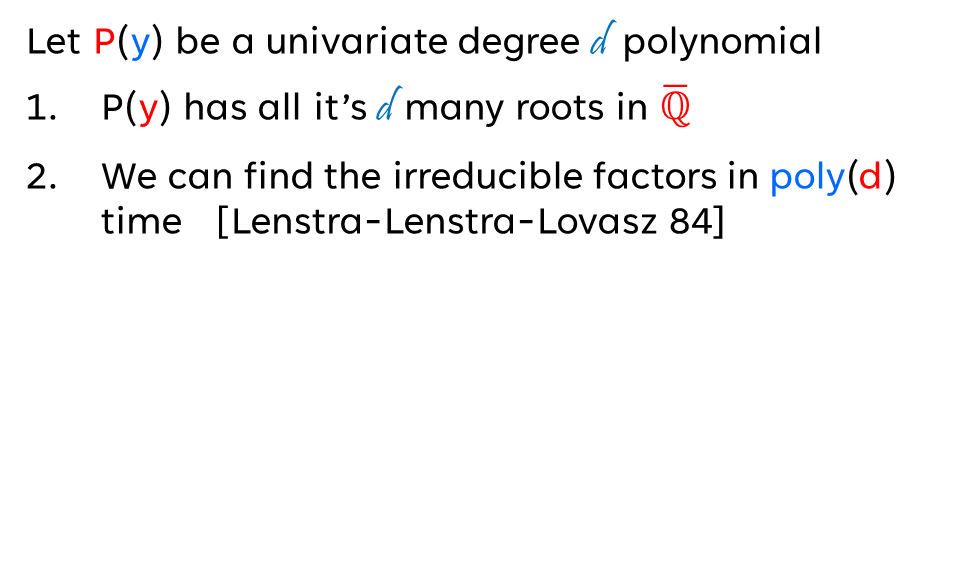 Let P(y) be a univariate degree d polynomial
1. P(y) has all it’s d many roots in ℚ̅
2. We can find the irreducible factors in poly(d)
time [Lenstra-Lenstra-Lovasz 84]